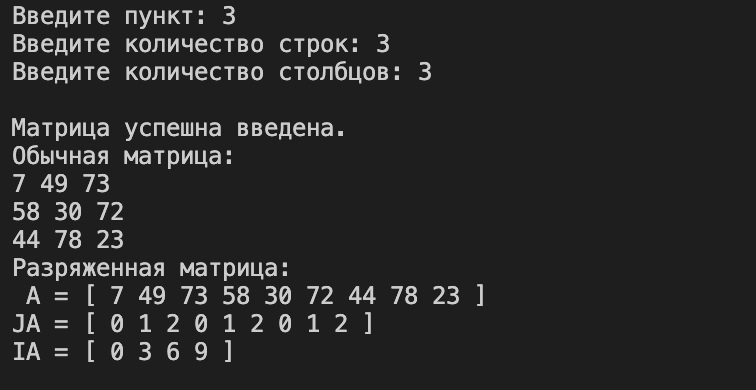 Введите пункт: 3
Введите количество строк: 3
Введите количество столбцов: 3
Матрица успешна введена.
Обычная матрица:
7 49 73
58 30 72
44 78 23
Разряженная матрица:
A = [ 7 49 73 58 30 72 44 78 23 ]
JA = [ 0 1 2 0 1 2 0 1 2 ]
IA = [ 0 3 6 9 ]